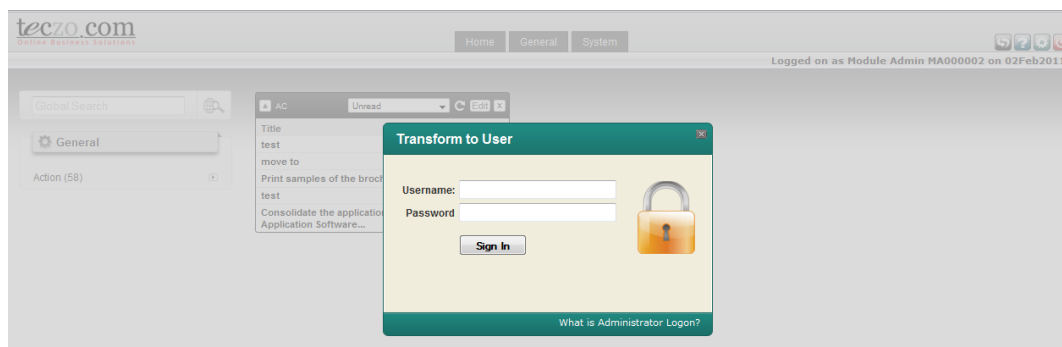 teczo.com
Online Business Solutions
Home General System
Logged on as Module Admin MA000002 on 02Feb2011
Global Search
General
Action (58)
AC Unread Edit
Title
test
move to
Print samples of the broch
test
Consolidate the application
Application Software...
Transform to User
Username:
Password
Sign In
What is Administrator Logon?